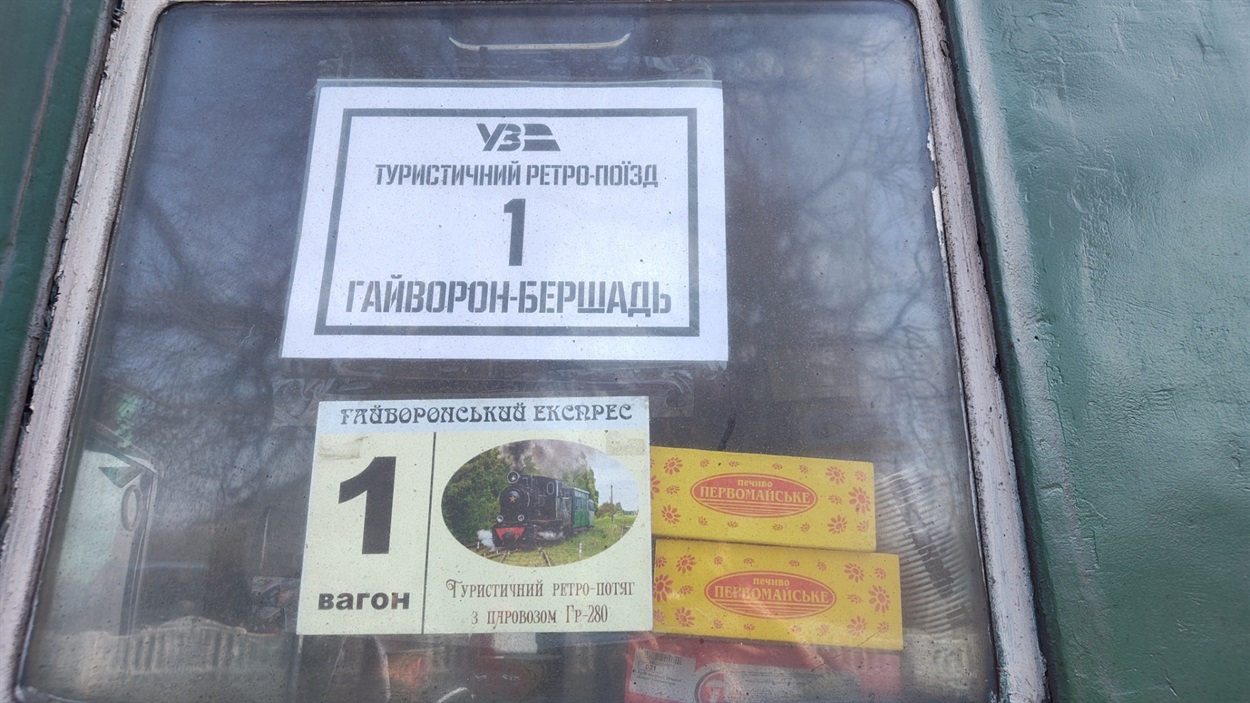 УЗ
ТУРИСТИЧНИЙ РЕТРО-ПОЇЗД
1
ГАЙВОРОН-БЕРШАДЬ
ГАЙВОРОНСЬКИЙ ЕКСПРЕС
1
вагон
Туристичний ретро-потяг
з паровозом Гр-280
печиво
ПЕРВОМАЙСЬКЕ
печиво
ПЕРВОМАЙСЬКЕ